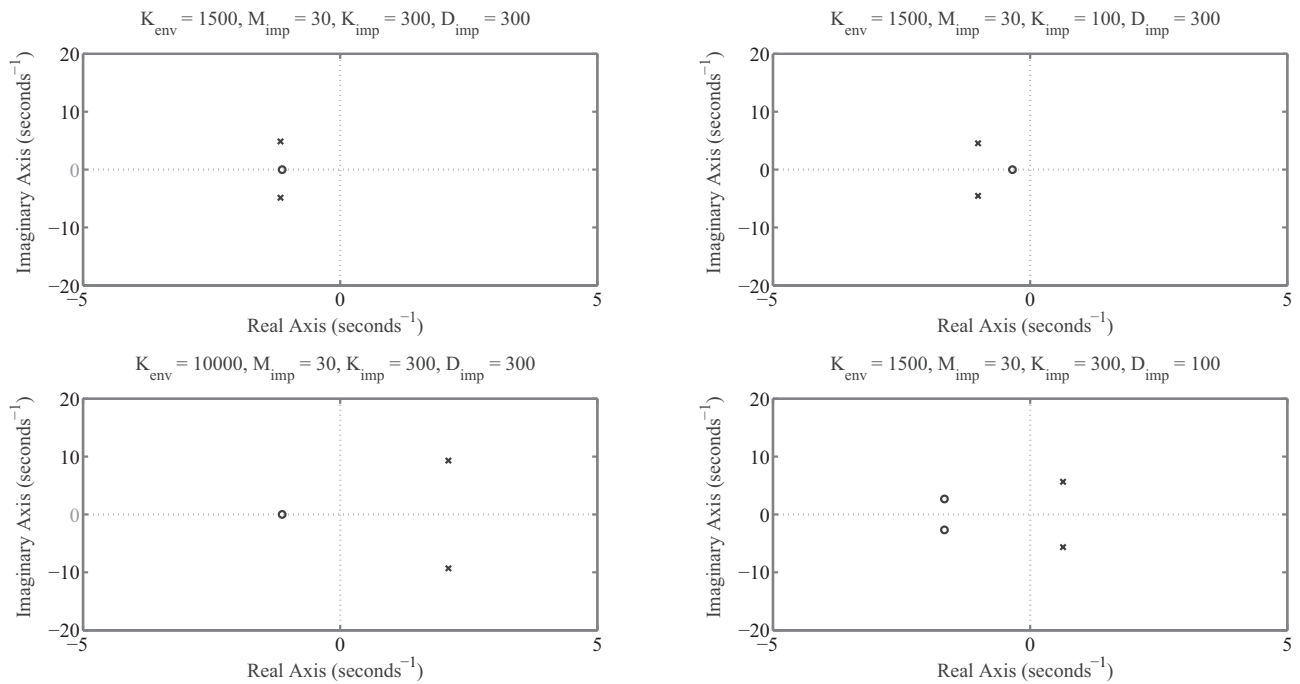 K_env = 1500, M_imp = 30, K_imp = 300, D_imp = 300
20
10
0
−10
−20
−5
0
5
Imaginary Axis (seconds⁻¹)
Real Axis (seconds⁻¹)
K_env = 1500, M_imp = 30, K_imp = 100, D_imp = 300
20
10
0
−10
−20
−5
0
5
Imaginary Axis (seconds⁻¹)
Real Axis (seconds⁻¹)
K_env = 10000, M_imp = 30, K_imp = 300, D_imp = 300
20
10
0
−10
−20
−5
0
5
Imaginary Axis (seconds⁻¹)
Real Axis (seconds⁻¹)
K_env = 1500, M_imp = 30, K_imp = 300, D_imp = 100
20
10
0
−10
−20
−5
0
5
Imaginary Axis (seconds⁻¹)
Real Axis (seconds⁻¹)